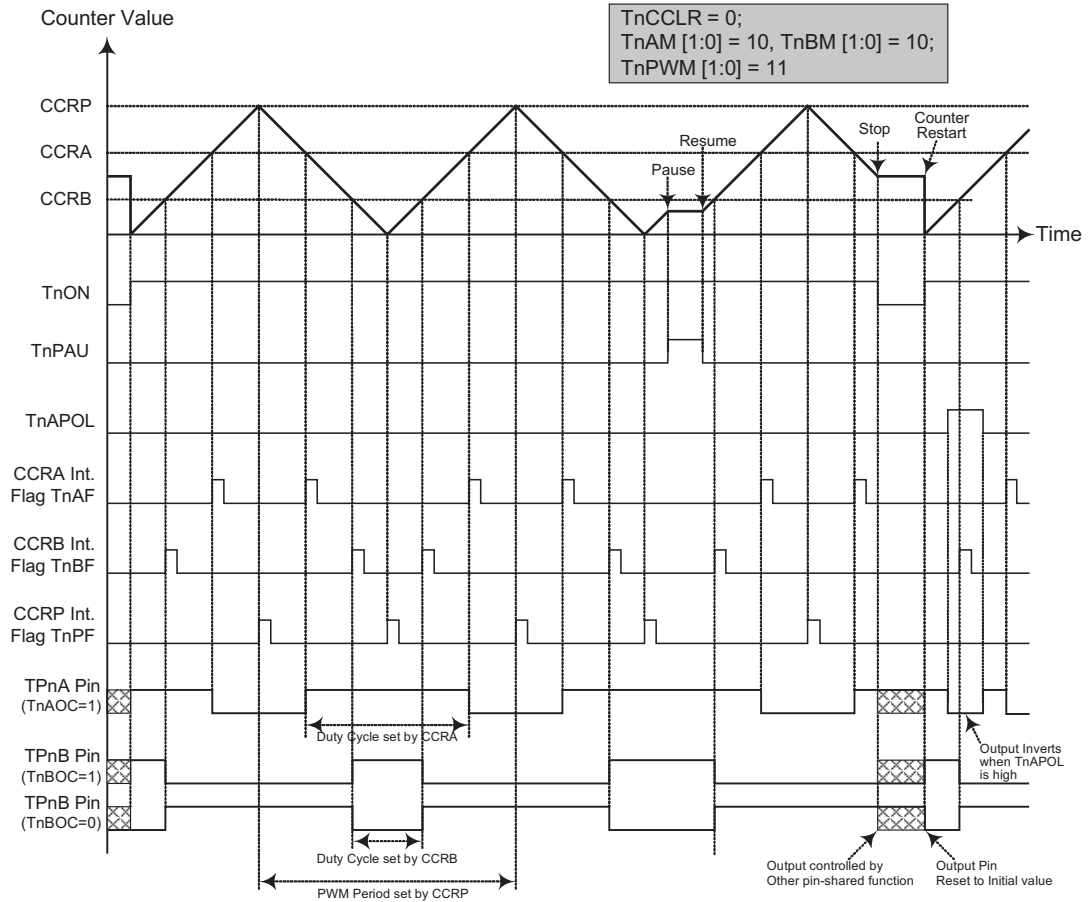 Counter Value
TnCCLR = 0;
TnAM [1:0] = 10, TnBM [1:0] = 10;
TnPWM [1:0] = 11
CCRP
CCRA
CCRB
Pause
Resume
Stop
Counter
Restart
Time
TnON
TnPAU
TnAPOL
CCRA Int.
Flag TnAF
CCRB Int.
Flag TnBF
CCRP Int.
Flag TnPF
TPnA Pin
(TnAOC=1)
Duty Cycle set by CCRA
Output Inverts
when TnAPOL
is high
TPnB Pin
(TnBOC=1)
TPnB Pin
(TnBOC=0)
Duty Cycle set by CCRB
PWM Period set by CCRP
Output controlled by
Other pin-shared function
Output Pin
Reset to Initial value